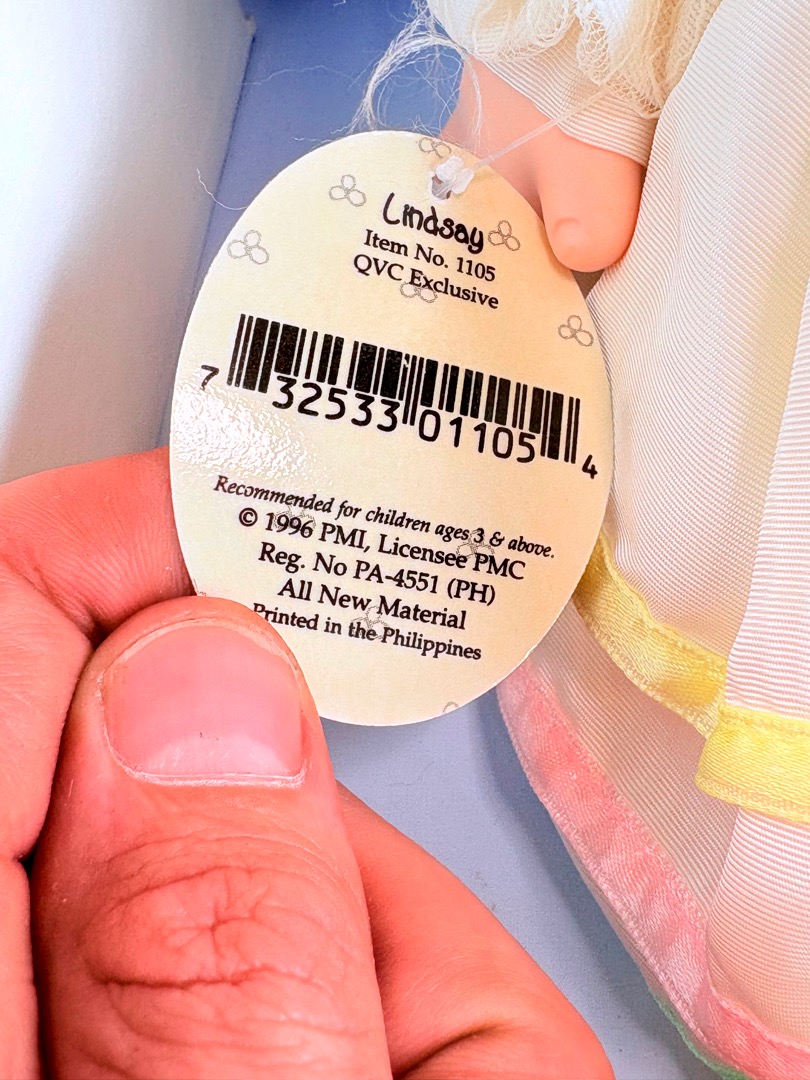 Lindsay
Item No. 1105
QVC Exclusive
7 32533 01105 4
Recommended for children ages 3 & above.
© 1996 PMI, Licensee PMC
Reg. No PA-4551 (PH)
All New Material
Printed in the Philippines